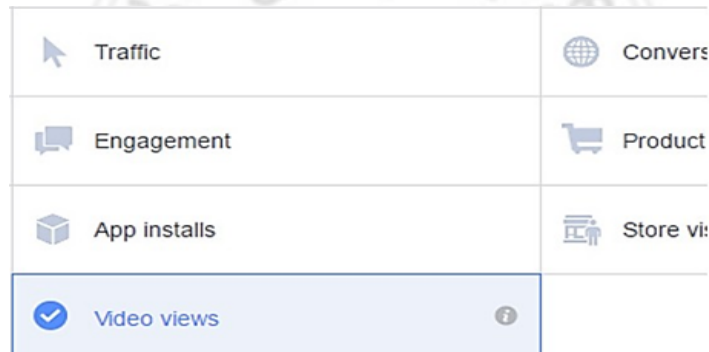 Traffic
Convers
Engagement
Product
App installs
Store vis
Video views